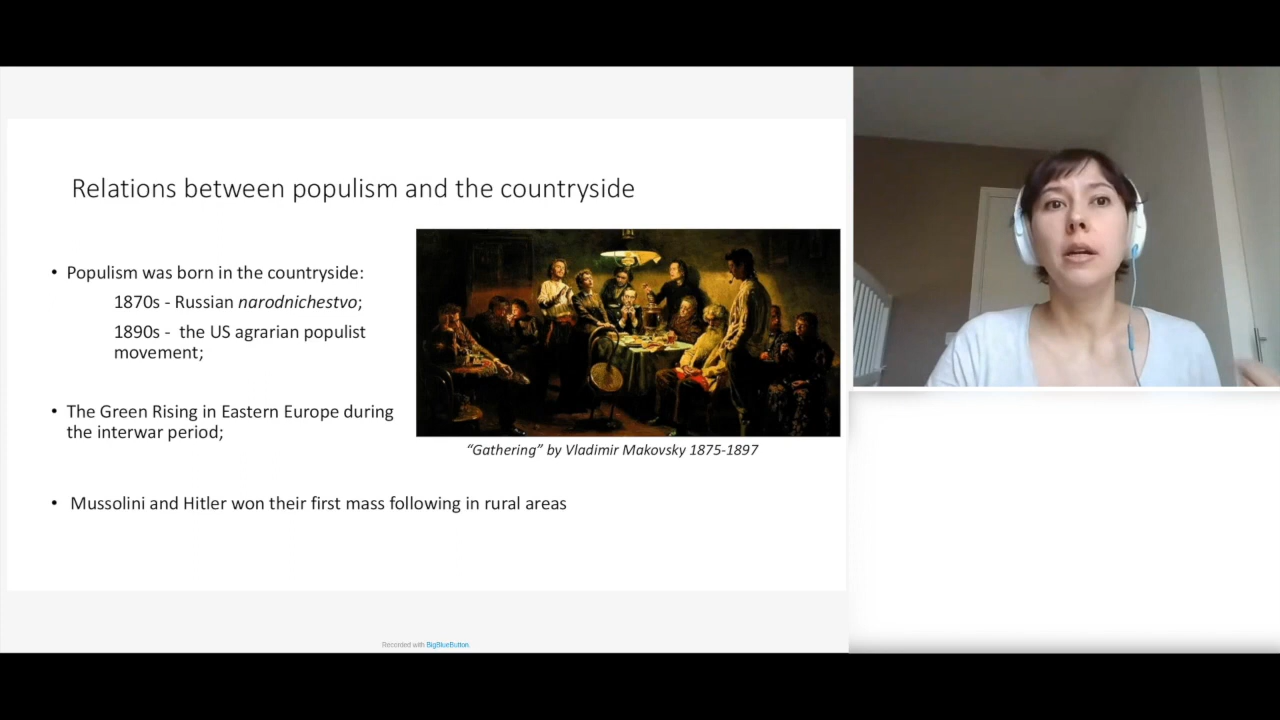 Relations between populism and the countryside
• Populism was born in the countryside:
1870s - Russian narodnichestvo;
1890s - the US agrarian populist
movement;
• The Green Rising in Eastern Europe during
the interwar period;
“Gathering” by Vladimir Makovsky 1875-1897
• Mussolini and Hitler won their first mass following in rural areas
Recorded with BigBlueButton.